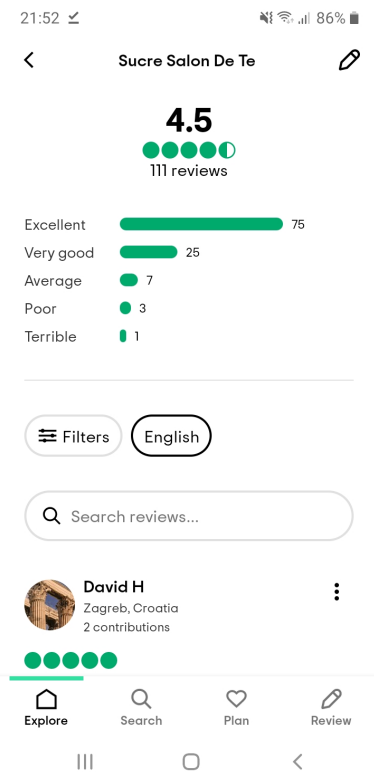 21:52 86%
Sucre Salon De Te
4.5
111 reviews
Excellent 75
Very good 25
Average 7
Poor 3
Terrible 1
Filters English
Search reviews...
David H
Zagreb, Croatia
2 contributions
Explore Search Plan Review